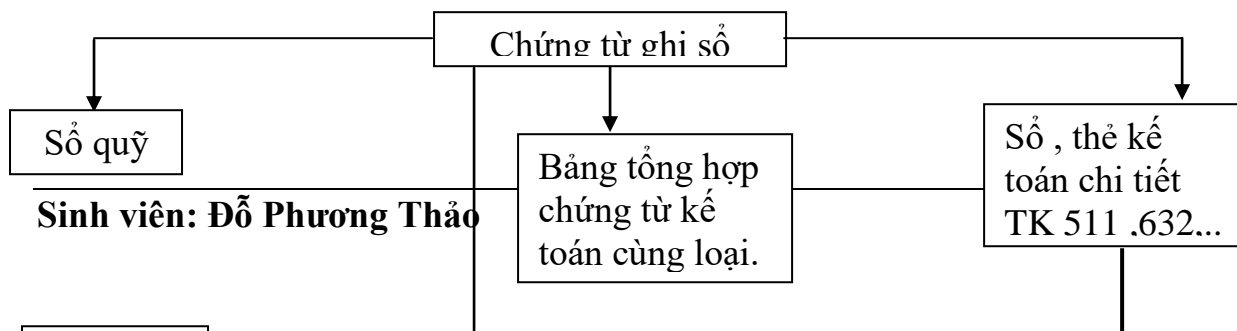 Chứng từ ghi sổ
Sổ quỹ
Bảng tổng hợp
chứng từ kế
toán cùng loại.
Sổ , thẻ kế
toán chi tiết
TK 511 ,632,..
Sinh viên: Đỗ Phương Thảo